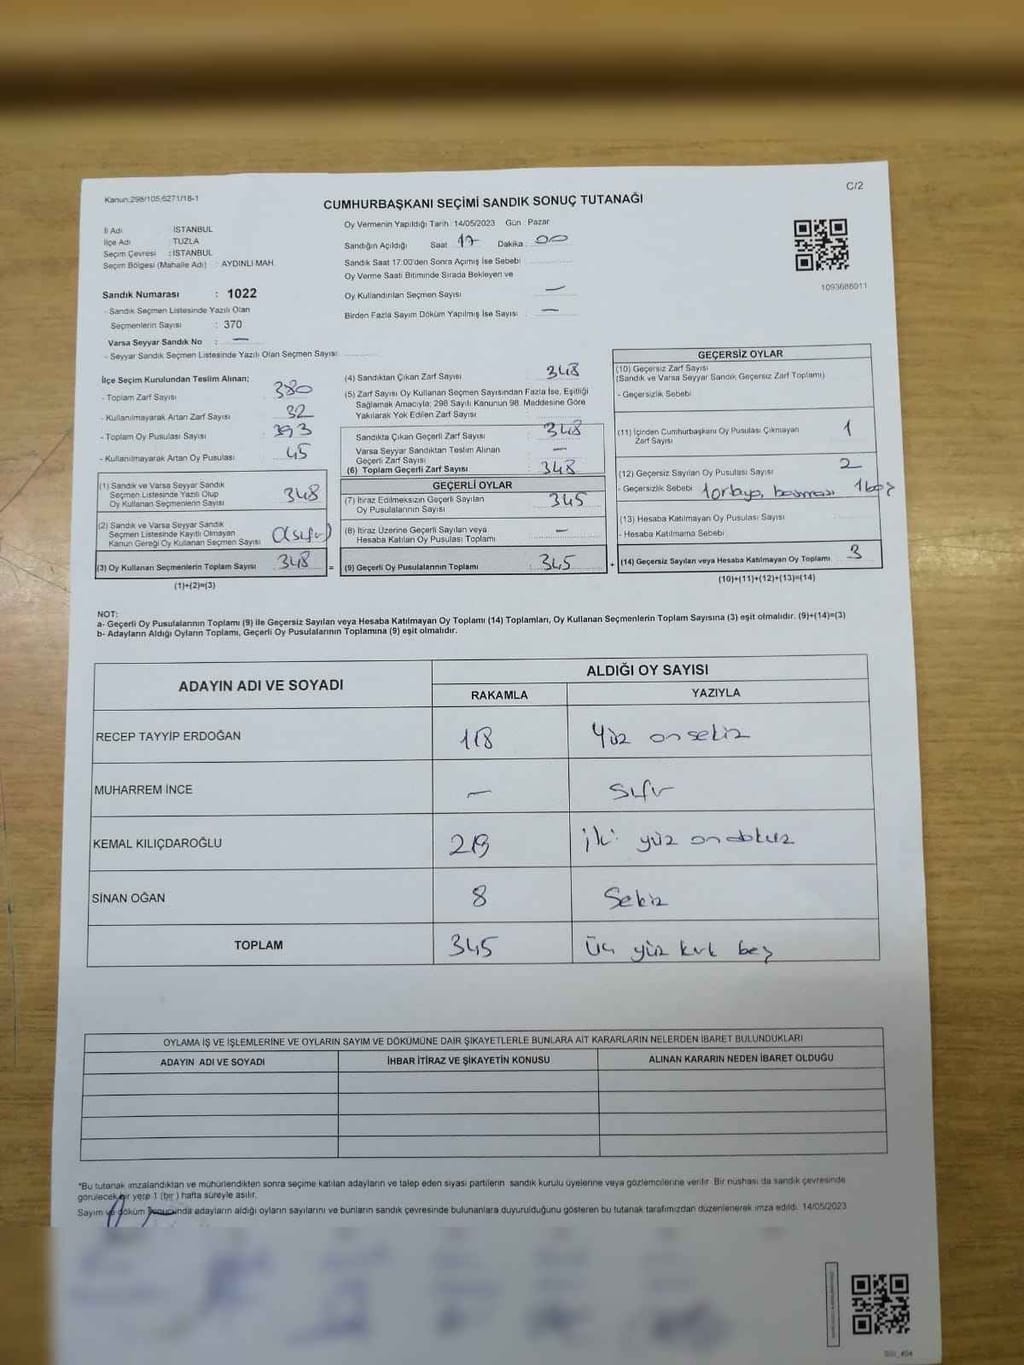 Kanun:298/105,6271/18-1
C/2
CUMHURBAŞKANI SEÇİMİ SANDIK SONUÇ TUTANAĞI
İl Adı : İSTANBUL
İlçe Adı : TUZLA
Seçim Çevresi : İSTANBUL
Seçim Bölgesi (Mahalle Adı) : AYDINLI MAH.
Sandık Numarası : 1022
- Sandık Seçmen Listesinde Yazılı Olan
Seçmenlerin Sayısı : 370
Varsa Seyyar Sandık No : —
- Seyyar Sandık Seçmen Listesinde Yazılı Olan Seçmen Sayısı
Oy Vermenin Yapıldığı Tarih : 14/05/2023 Gün : Pazar
Sandığın Açıldığı Saat 17 Dakika : 00
Sandık Saat 17:00'den Sonra Açımış İse Sebebi
Oy Verme Saati Bitiminde Sırada Bekleyen ve
Oy Kullandırılan Seçmen Sayısı —
Birden Fazla Sayım Döküm Yapılmış İse Sayısı —
1093686011
İlçe Seçim Kurulundan Teslim Alınan;
- Toplam Zarf Sayısı 380
- Kullanılmayarak Artan Zarf Sayısı 32
- Toplam Oy Pusulası Sayısı 393
- Kullanılmayarak Artan Oy Pusulası 45
(1) Sandık ve Varsa Seyyar Sandık
Seçmen Listesinde Yazılı Olup
Oy Kullanan Seçmenlerin Sayısı 348
(2) Sandık ve Varsa Seyyar Sandık
Seçmen Listesinde Kayıtlı Olmayan
Kanun Gereği Oy Kullanan Seçmen Sayısı 0(sıfır)
(3) Oy Kullanan Seçmenlerin Toplam Sayısı 348 =
(1)+(2)=(3)
(4) Sandıktan Çıkan Zarf Sayısı 348
(5) Zarf Sayısı Oy Kullanan Seçmen Sayısından Fazla İse, Eşitliği
Sağlamak Amacıyla; 298 Sayılı Kanunun 98. Maddesine Göre
Yakılarak Yok Edilen Zarf Sayısı
Sandıkta Çıkan Geçerli Zarf Sayısı 348
Varsa Seyyar Sandıktan Teslim Alınan
Geçerli Zarf Sayısı —
(6) Toplam Geçerli Zarf Sayısı 348
GEÇERLİ OYLAR
(7) İtiraz Edilmeksizin Geçerli Sayılan
Oy Pusulalarının Sayısı 345
(8) İtiraz Üzerine Geçerli Sayılan veya
Hesaba Katılan Oy Pusulası Toplamı —
(9) Geçerli Oy Pusulalarının Toplamı 345 +
GEÇERSİZ OYLAR
(10) Geçersiz Zarf Sayısı
(Sandık ve Varsa Seyyar Sandık Geçersiz Zarf Toplamı)
- Geçersizlik Sebebi
(11) İçinden Cumhurbaşkanı Oy Pusulası Çıkmayan
Zarf Sayısı 1
(12) Geçersiz Sayılan Oy Pusulası Sayısı 2
- Geçersizlik Sebebi 1 ortaya basması 1 boş
(13) Hesaba Katılmayan Oy Pusulası Sayısı
- Hesaba Katılmama Sebebi
(14) Geçersiz Sayılan veya Hesaba Katılmayan Oy Toplamı 3
(10)+(11)+(12)+(13)=(14)
NOT:
a- Geçerli Oy Pusulalarının Toplamı (9) ile Geçersiz Sayılan veya Hesaba Katılmayan Oy Toplamı (14) Toplamları, Oy Kullanan Seçmenlerin Toplam Sayısına (3) eşit olmalıdır. (9)+(14)=(3)
b- Adayların Aldığı Oyların Toplamı, Geçerli Oy Pusulalarının Toplamına (9) eşit olmalıdır.
ADAYIN ADI VE SOYADI
ALDIĞI OY SAYISI
RAKAMLA YAZIYLA
RECEP TAYYİP ERDOĞAN 118 Yüz onsekiz
MUHARREM İNCE — Sıfır
KEMAL KILIÇDAROĞLU 219 iki yüz ondokuz
SİNAN OĞAN 8 Sekiz
TOPLAM 345 Üç yüz kırk beş
OYLAMA İŞ VE İŞLEMLERİNE VE OYLARIN SAYIM VE DÖKÜMÜNE DAİR ŞİKAYETLERLE BUNLARA AİT KARARLARIN NELERDEN İBARET BULUNDUKLARI
ADAYIN ADI VE SOYADI İHBAR İTİRAZ VE ŞİKAYETİN KONUSU ALINAN KARARIN NEDEN İBARET OLDUĞU
*Bu tutanak imzalandıktan ve mühürlendikten sonra seçime katılan adayların ve talep eden siyasi partilerin sandık kurulu üyelerine veya gözlemcilerine verilir. Bir nüshası da sandık çevresinde
görülecek bir yere 1 (bir) hafta süreyle asılır.
Sayım ve döküm sonucunda adayların aldığı oyların sayılarını ve bunların sandık çevresinde bulunanlara duyurulduğunu gösteren bu tutanak tarafımızdan düzenlenerek imza edildi. 14/05/2023